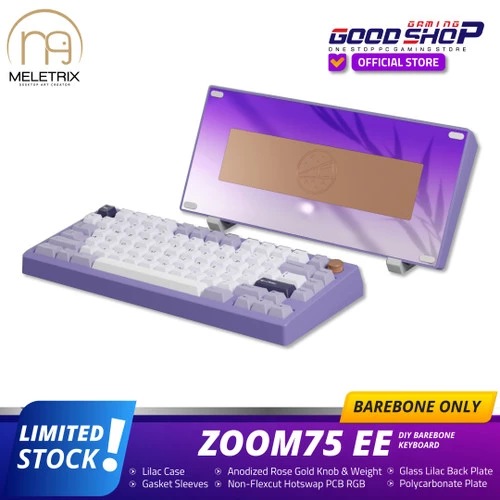 MELETRIX
DESKTOP ART CREATOR
GAMING
GOODSHOP
ONE STOP PC GAMING STORE
OFFICIAL STORE
BAREBONE ONLY
LIMITED
STOCK!
ZOOM75 EE
DIY BAREBONE
KEYBOARD
Lilac Case
Gasket Sleeves
Anodized Rose Gold Knob & Weight
Non-Flexcut Hotswap PCB RGB
Glass Lilac Back Plate
Polycarbonate Plate